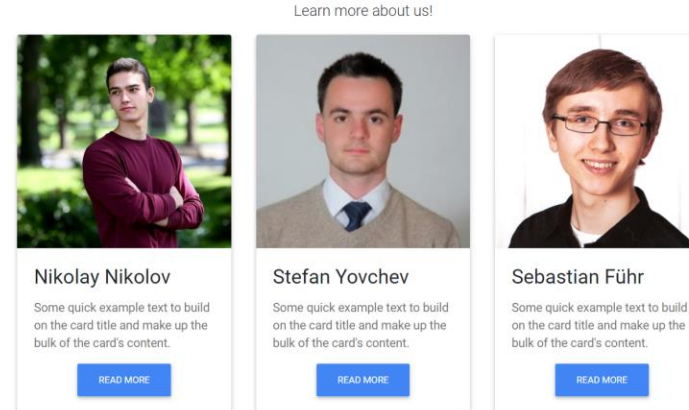 Learn more about us!
Nikolay Nikolov
Some quick example text to build
on the card title and make up the
bulk of the card's content.
READ MORE
Stefan Yovchev
Some quick example text to build
on the card title and make up the
bulk of the card's content.
READ MORE
Sebastian Führ
Some quick example text to build
on the card title and make up the
bulk of the card's content.
READ MORE